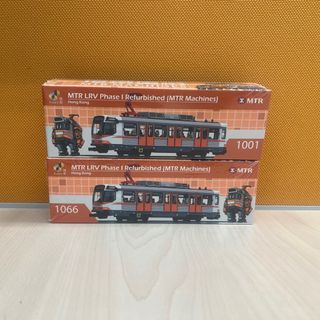 MTR LRV Phase I Refurbished (MTR Machines)
Hong Kong
MTR
1001
MTR LRV Phase I Refurbished (MTR Machines)
Hong Kong
MTR
1066